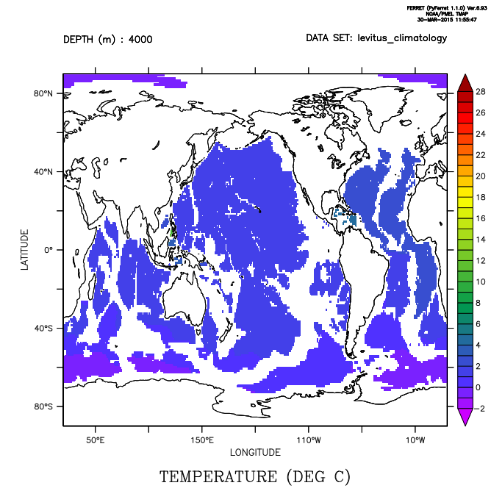 FERRET (PyFerret 1.1.0) Ver.6.93
NOAA/PMEL TMAP
30-MAR-2015 11:55:47
DEPTH (m) : 4000
DATA SET: levitus_climatology
80°N
40°N
0°
40°S
80°S
LATITUDE
50°E
150°E
110°W
10°W
LONGITUDE
28
26
24
22
20
18
16
14
12
10
8
6
4
2
0
-2
TEMPERATURE (DEG C)